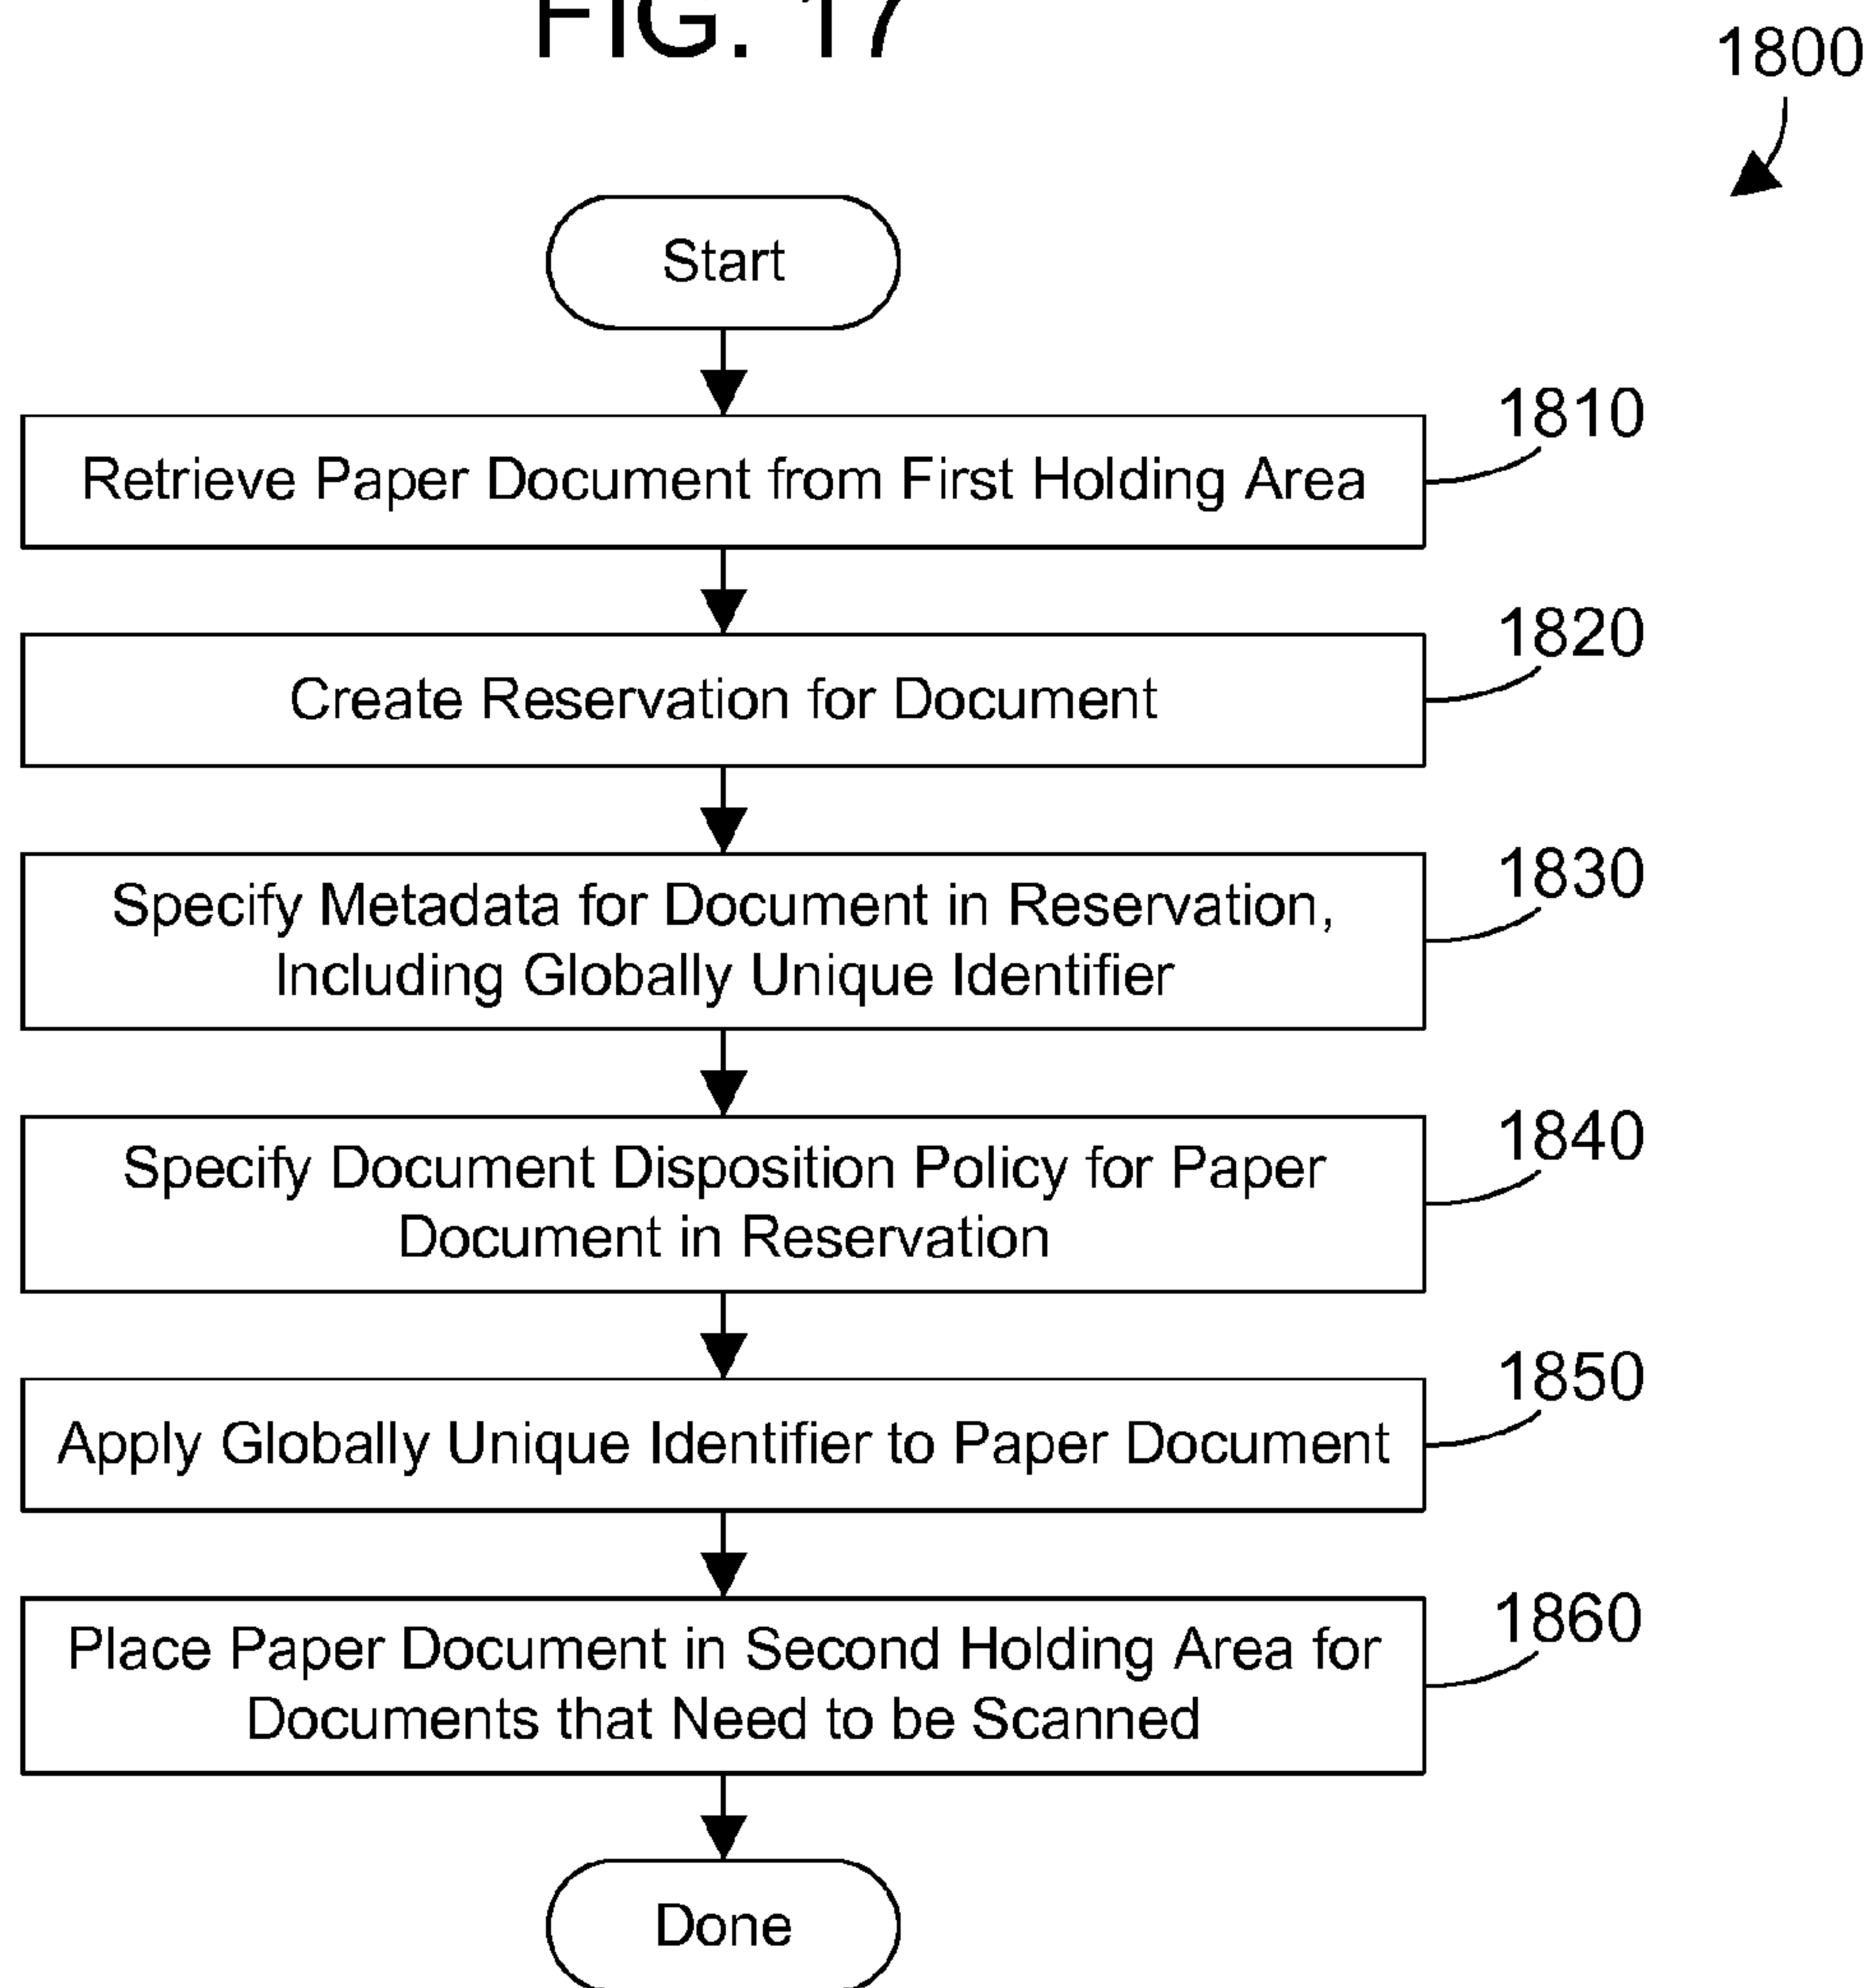 FIG. 17
1800
Start
1810
Retrieve Paper Document from First Holding Area
1820
Create Reservation for Document
1830
Specify Metadata for Document in Reservation,
Including Globally Unique Identifier
1840
Specify Document Disposition Policy for Paper
Document in Reservation
1850
Apply Globally Unique Identifier to Paper Document
1860
Place Paper Document in Second Holding Area for
Documents that Need to be Scanned
Done